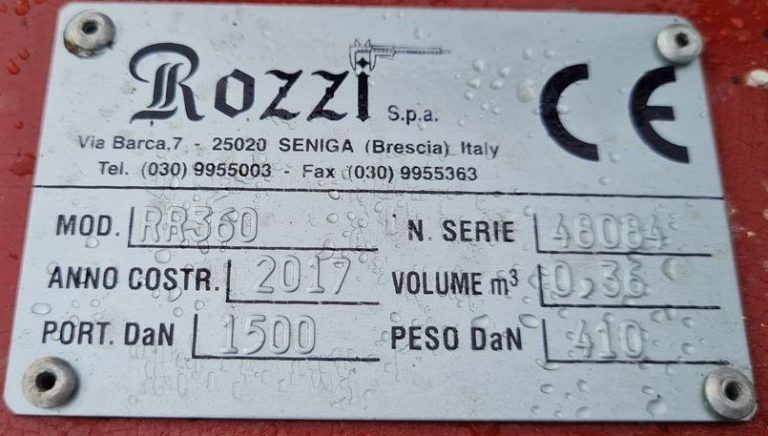 Rozzi S.p.a. CE
Via Barca,7 - 25020 SENIGA (Brescia) Italy
Tel. (030) 9955003 - Fax (030) 9955363
MOD. RR360 N. SERIE 48084
ANNO COSTR. 2017 VOLUME m³ 0,36
PORT. DaN 1500 PESO DaN 410